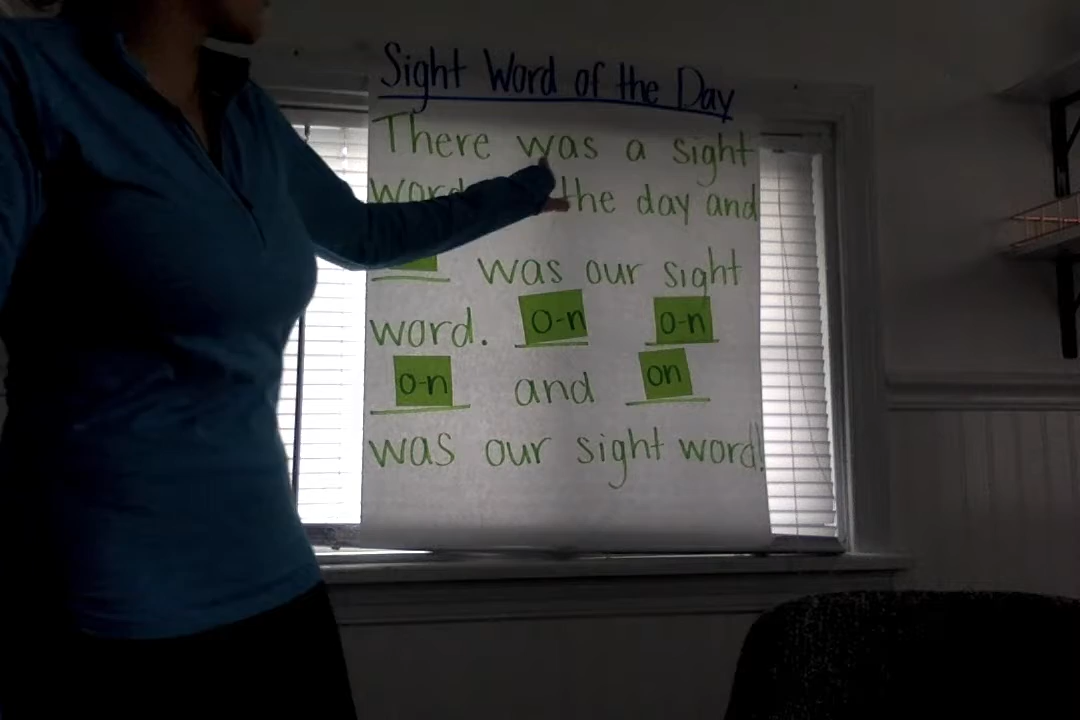 Sight Word of the Day
There was a sight
the day and
was our sight
word. o-n o-n
o-n and on
was our sight word!